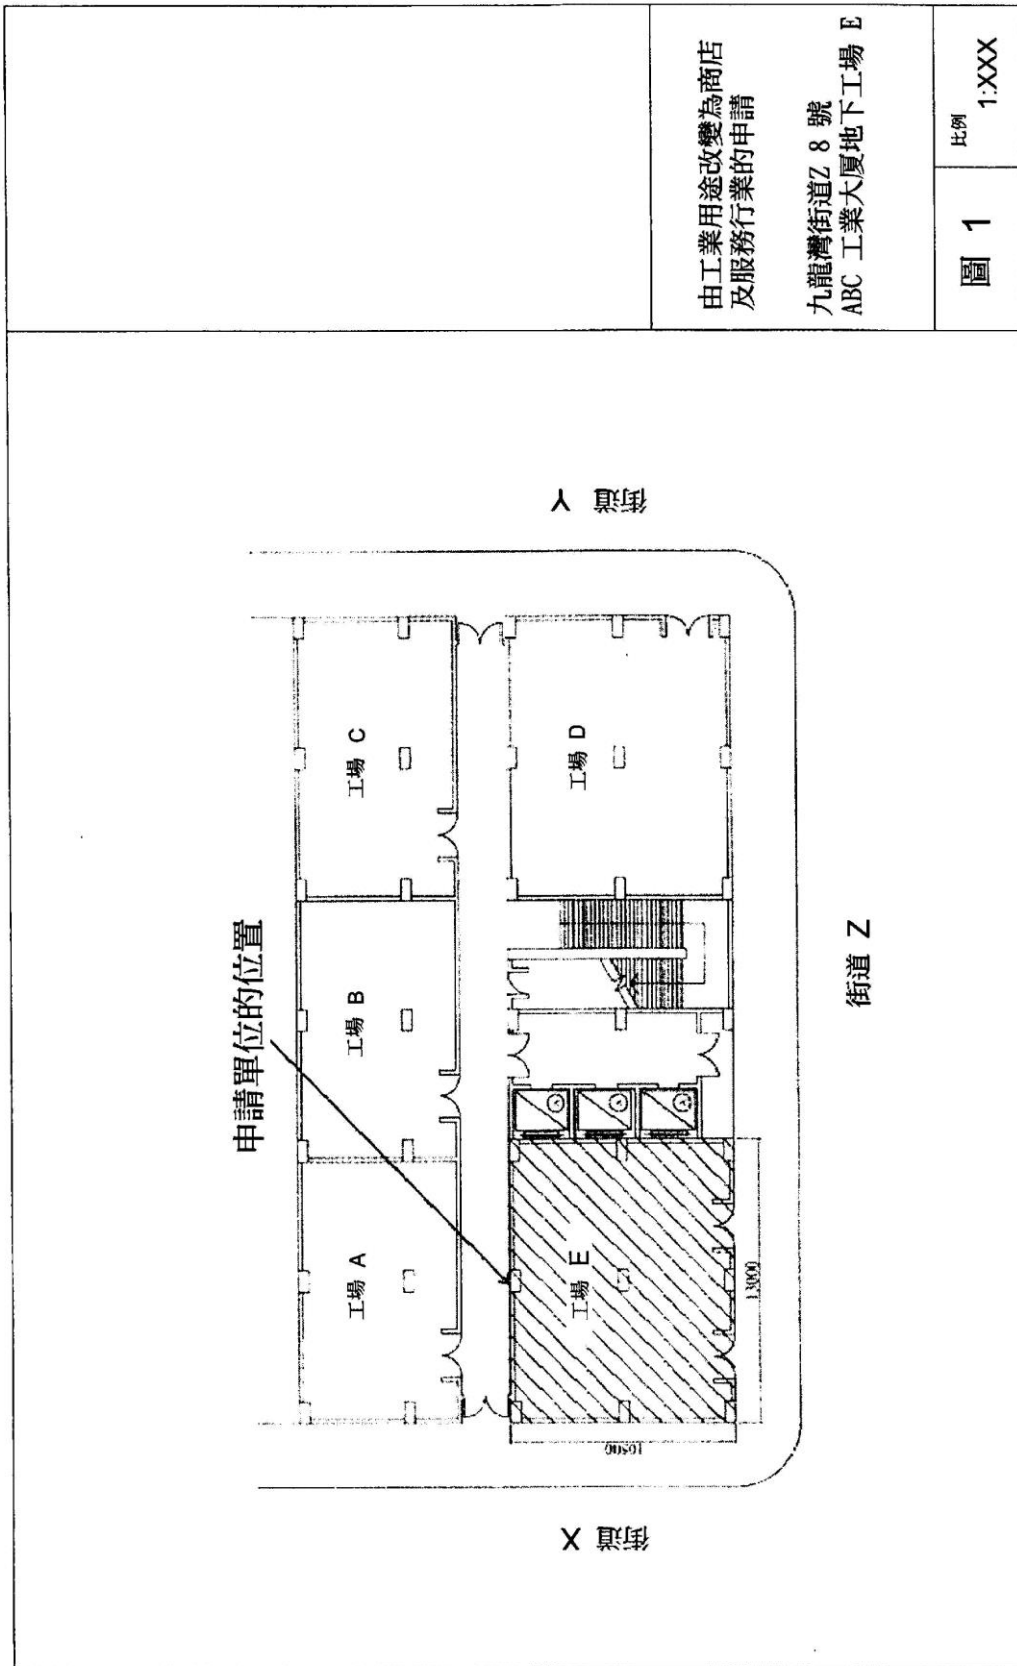 申請單位的位置
工場 A
工場 B
工場 C
工場 E
工場 D
10500
13000
街道 X
街道 Y
街道 Z
由工業用途改變為商店
及服務行業的申請
九龍灣街道Z 8 號
ABC 工業大廈地下工場 E
圖 1
比例
1:XXX